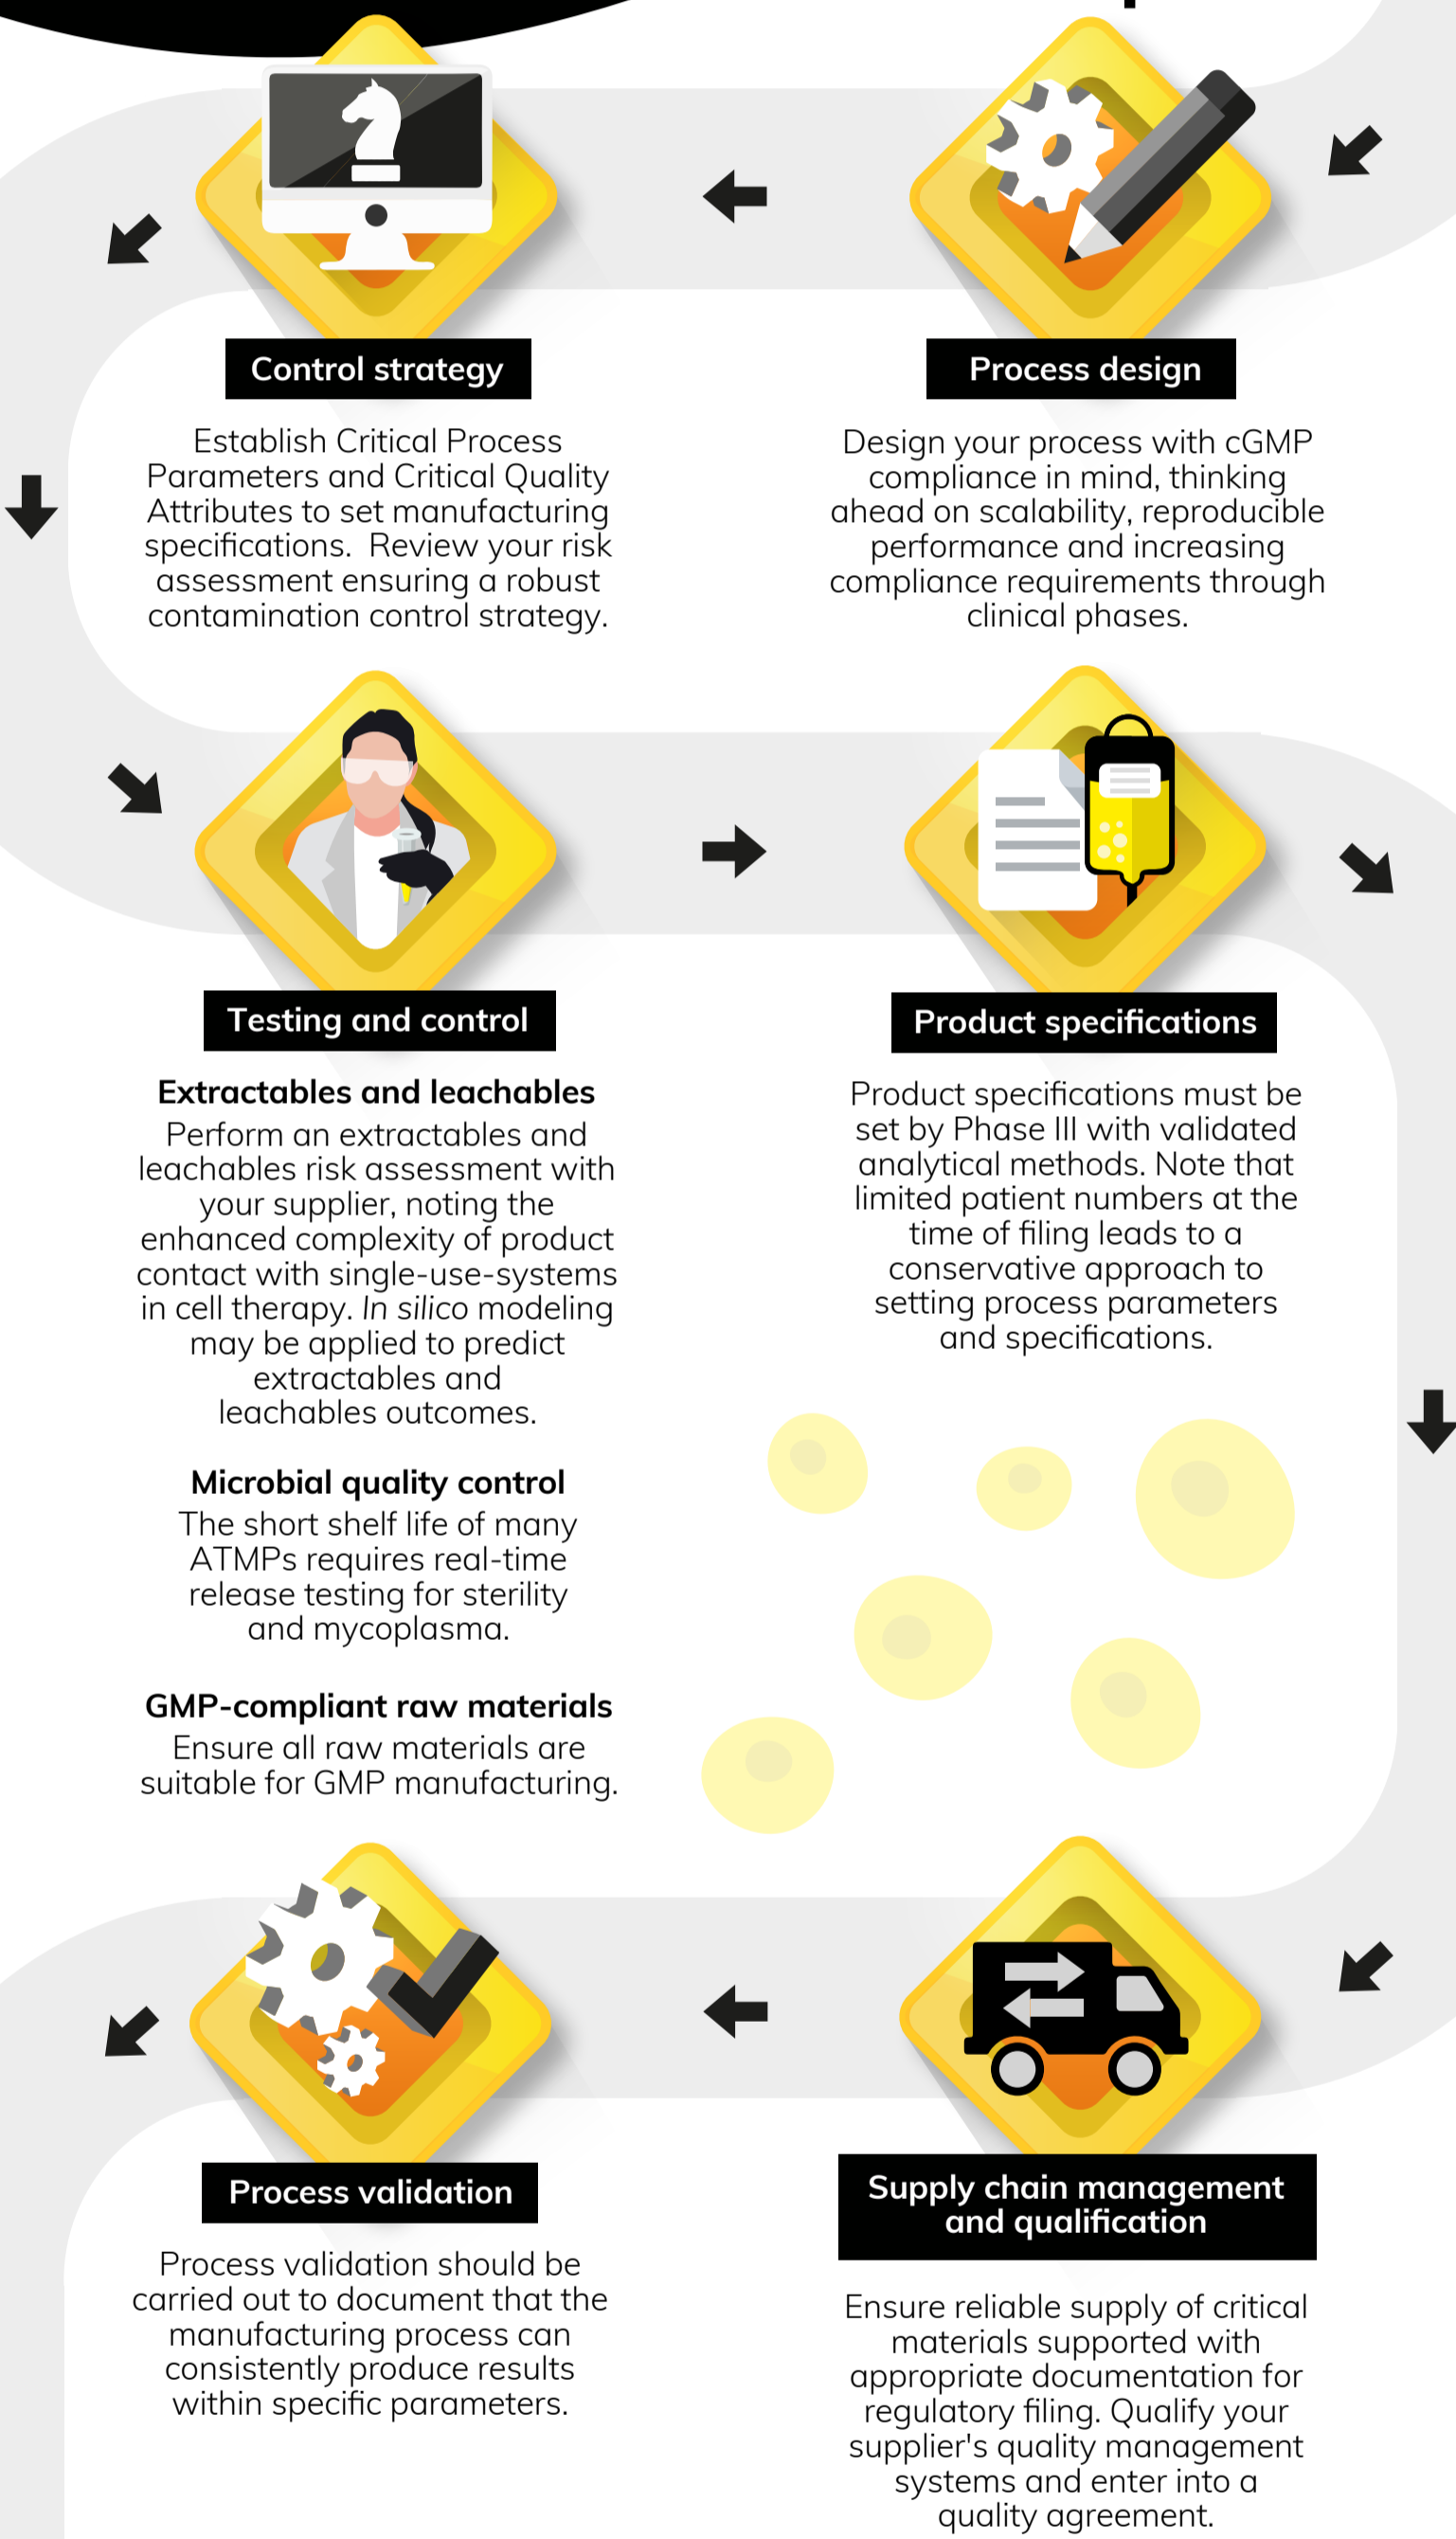 Control strategy
Establish Critical Process
Parameters and Critical Quality
Attributes to set manufacturing
specifications.  Review your risk
assessment ensuring a robust
contamination control strategy.
Process design
Design your process with cGMP
compliance in mind, thinking
ahead on scalability, reproducible
performance and increasing
compliance requirements through
clinical phases.
Testing and control
Extractables and leachables
Perform an extractables and
leachables risk assessment with
your supplier, noting the
enhanced complexity of product
contact with single-use-systems
in cell therapy. In silico modeling
may be applied to predict
extractables and
leachables outcomes.
Microbial quality control
The short shelf life of many
ATMPs requires real-time
release testing for sterility
and mycoplasma.
GMP-compliant raw materials
Ensure all raw materials are
suitable for GMP manufacturing.
Product specifications
Product specifications must be
set by Phase III with validated
analytical methods. Note that
limited patient numbers at the
time of filing leads to a
conservative approach to
setting process parameters
and specifications.
Process validation
Process validation should be
carried out to document that the
manufacturing process can
consistently produce results
within specific parameters.
Supply chain management
and qualification
Ensure reliable supply of critical
materials supported with
appropriate documentation for
regulatory filing. Qualify your
supplier's quality management
systems and enter into a
quality agreement.